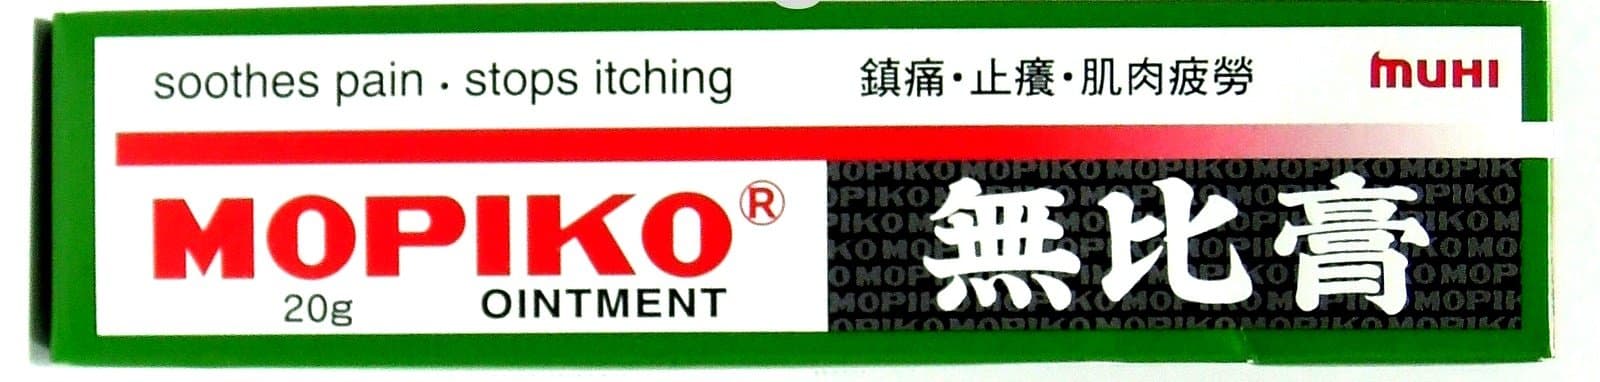 soothes pain · stops itching
鎮痛·止癢·肌肉疲勞
MUHI
MOPIKO®
20g
OINTMENT
無比膏